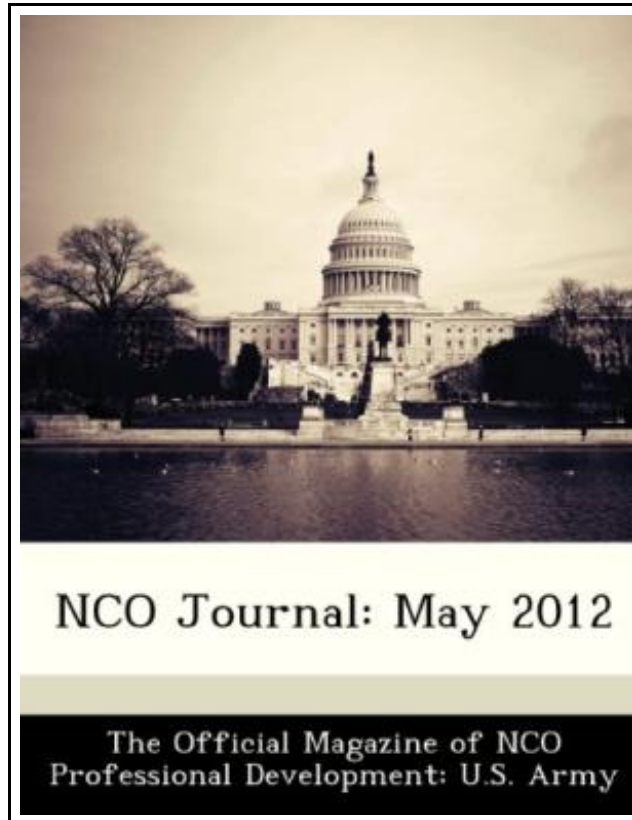 NCO Journal: May 2012
The Official Magazine of NCO
Professional Development: U.S. Army